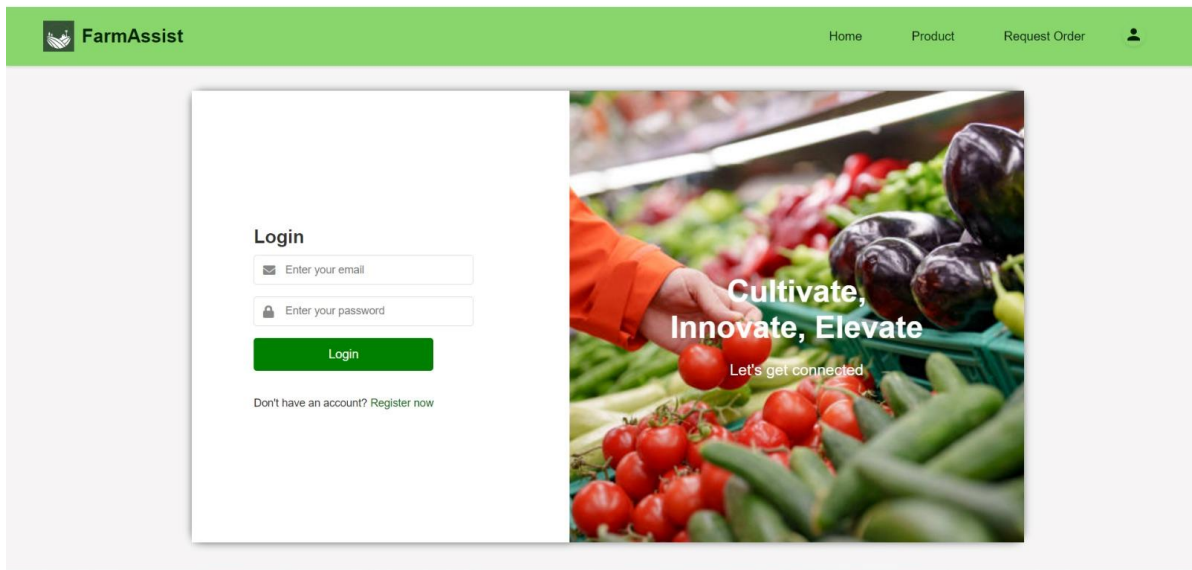 FarmAssist
Home Product Request Order
Login
Enter your email
Enter your password
Login
Don't have an account? Register now
Cultivate,
Innovate, Elevate
Let's get connected